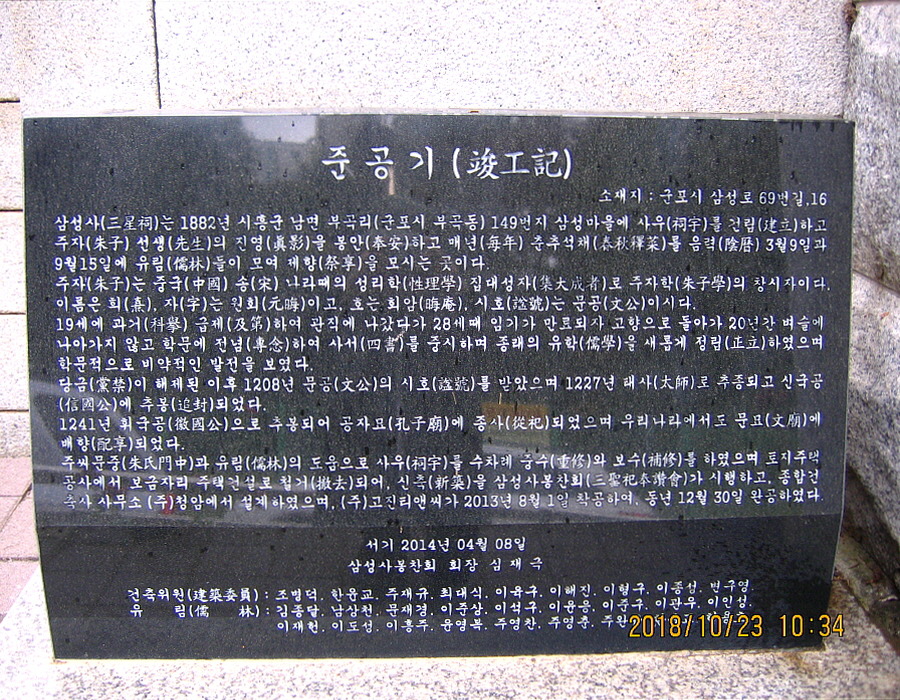 준공기(竣工記)
소재지 : 군포시 삼성로 69번길,16
삼성사(三星祠)는 1882년 시흥군 남면 부곡리(군포시 부곡동) 149번지 삼성마을에 사우(祠宇)를 건립(建立)하고
주자(朱子) 선생(先生)의 진영(眞影)을 봉안(奉安)하고 매년(每年) 춘추석채(春秋釋菜)를 음력(陰曆) 3월9일과
9월15일에 유림(儒林)들이 모여 제향(祭享)을 모시는 곳이다.
주자(朱子)는 중국(中國) 송(宋) 나라때의 성리학(性理學) 집대성자(集大成者)로 주자학(朱子學)의 창시자이다.
이름은 희(熹), 자(字)는 원회(元晦)이고, 호는 회암(晦庵), 시호(諡號)는 문공(文公)이시다.
19세에 과거(科擧) 급제(及第)하여 관직에 나갔다가 28세때 임기가 만료되자 고향으로 돌아가 20년간 벼슬에
나아가지 않고 학문에 전념(專念)하여 사서(四書)를 중시하며 종래의 유학(儒學)을 새롭게 정립(正立)하였으며
학문적으로 비약적인 발전을 보였다.
당금(黨禁)이 해제된 이후 1208년 문공(文公)의 시호(諡號)를 받았으며 1227년 태사(太師)로 추증되고 신국공
(信國公)에 추봉(追封)되었다.
1241년 휘국공(徽國公)으로 추봉되어 공자묘(孔子廟)에 종사(從祀)되었으며 우리나라에서도 문묘(文廟)에
배향(配享)되었다.
주씨문중(朱氏門中)과 유림(儒林)의 도움으로 사우(祠宇)를 수차례 중수(重修)와 보수(補修)를 하였으며 토지주택
공사에서 보금자리 주택건설로 철거(撤去)되어, 신축(新築)을 삼성사봉찬회(三聖祀奉讚會)가 시행하고, 종합건
축사 사무소 (주)청암에서 설계하였으며, (주)고진티앤씨가 2013년 8월 1일 착공하여, 동년 12월 30일 완공하였다.
서기 2014년 04월 08일
삼성사봉찬회 회장 심재극
건축위원(建築委員) : 조병덕, 한윤교, 주재규, 최대식, 이육구, 이해진, 이형구, 이종섭, 변규영
유 림(儒 林) : 김종달, 남상천, 문재경, 이준상, 이석구, 이윤응, 이준구, 이관우, 이민성,
이재헌, 이도성, 이흥주, 윤영복, 주영찬, 주영춘,
2018/10/23 10:34